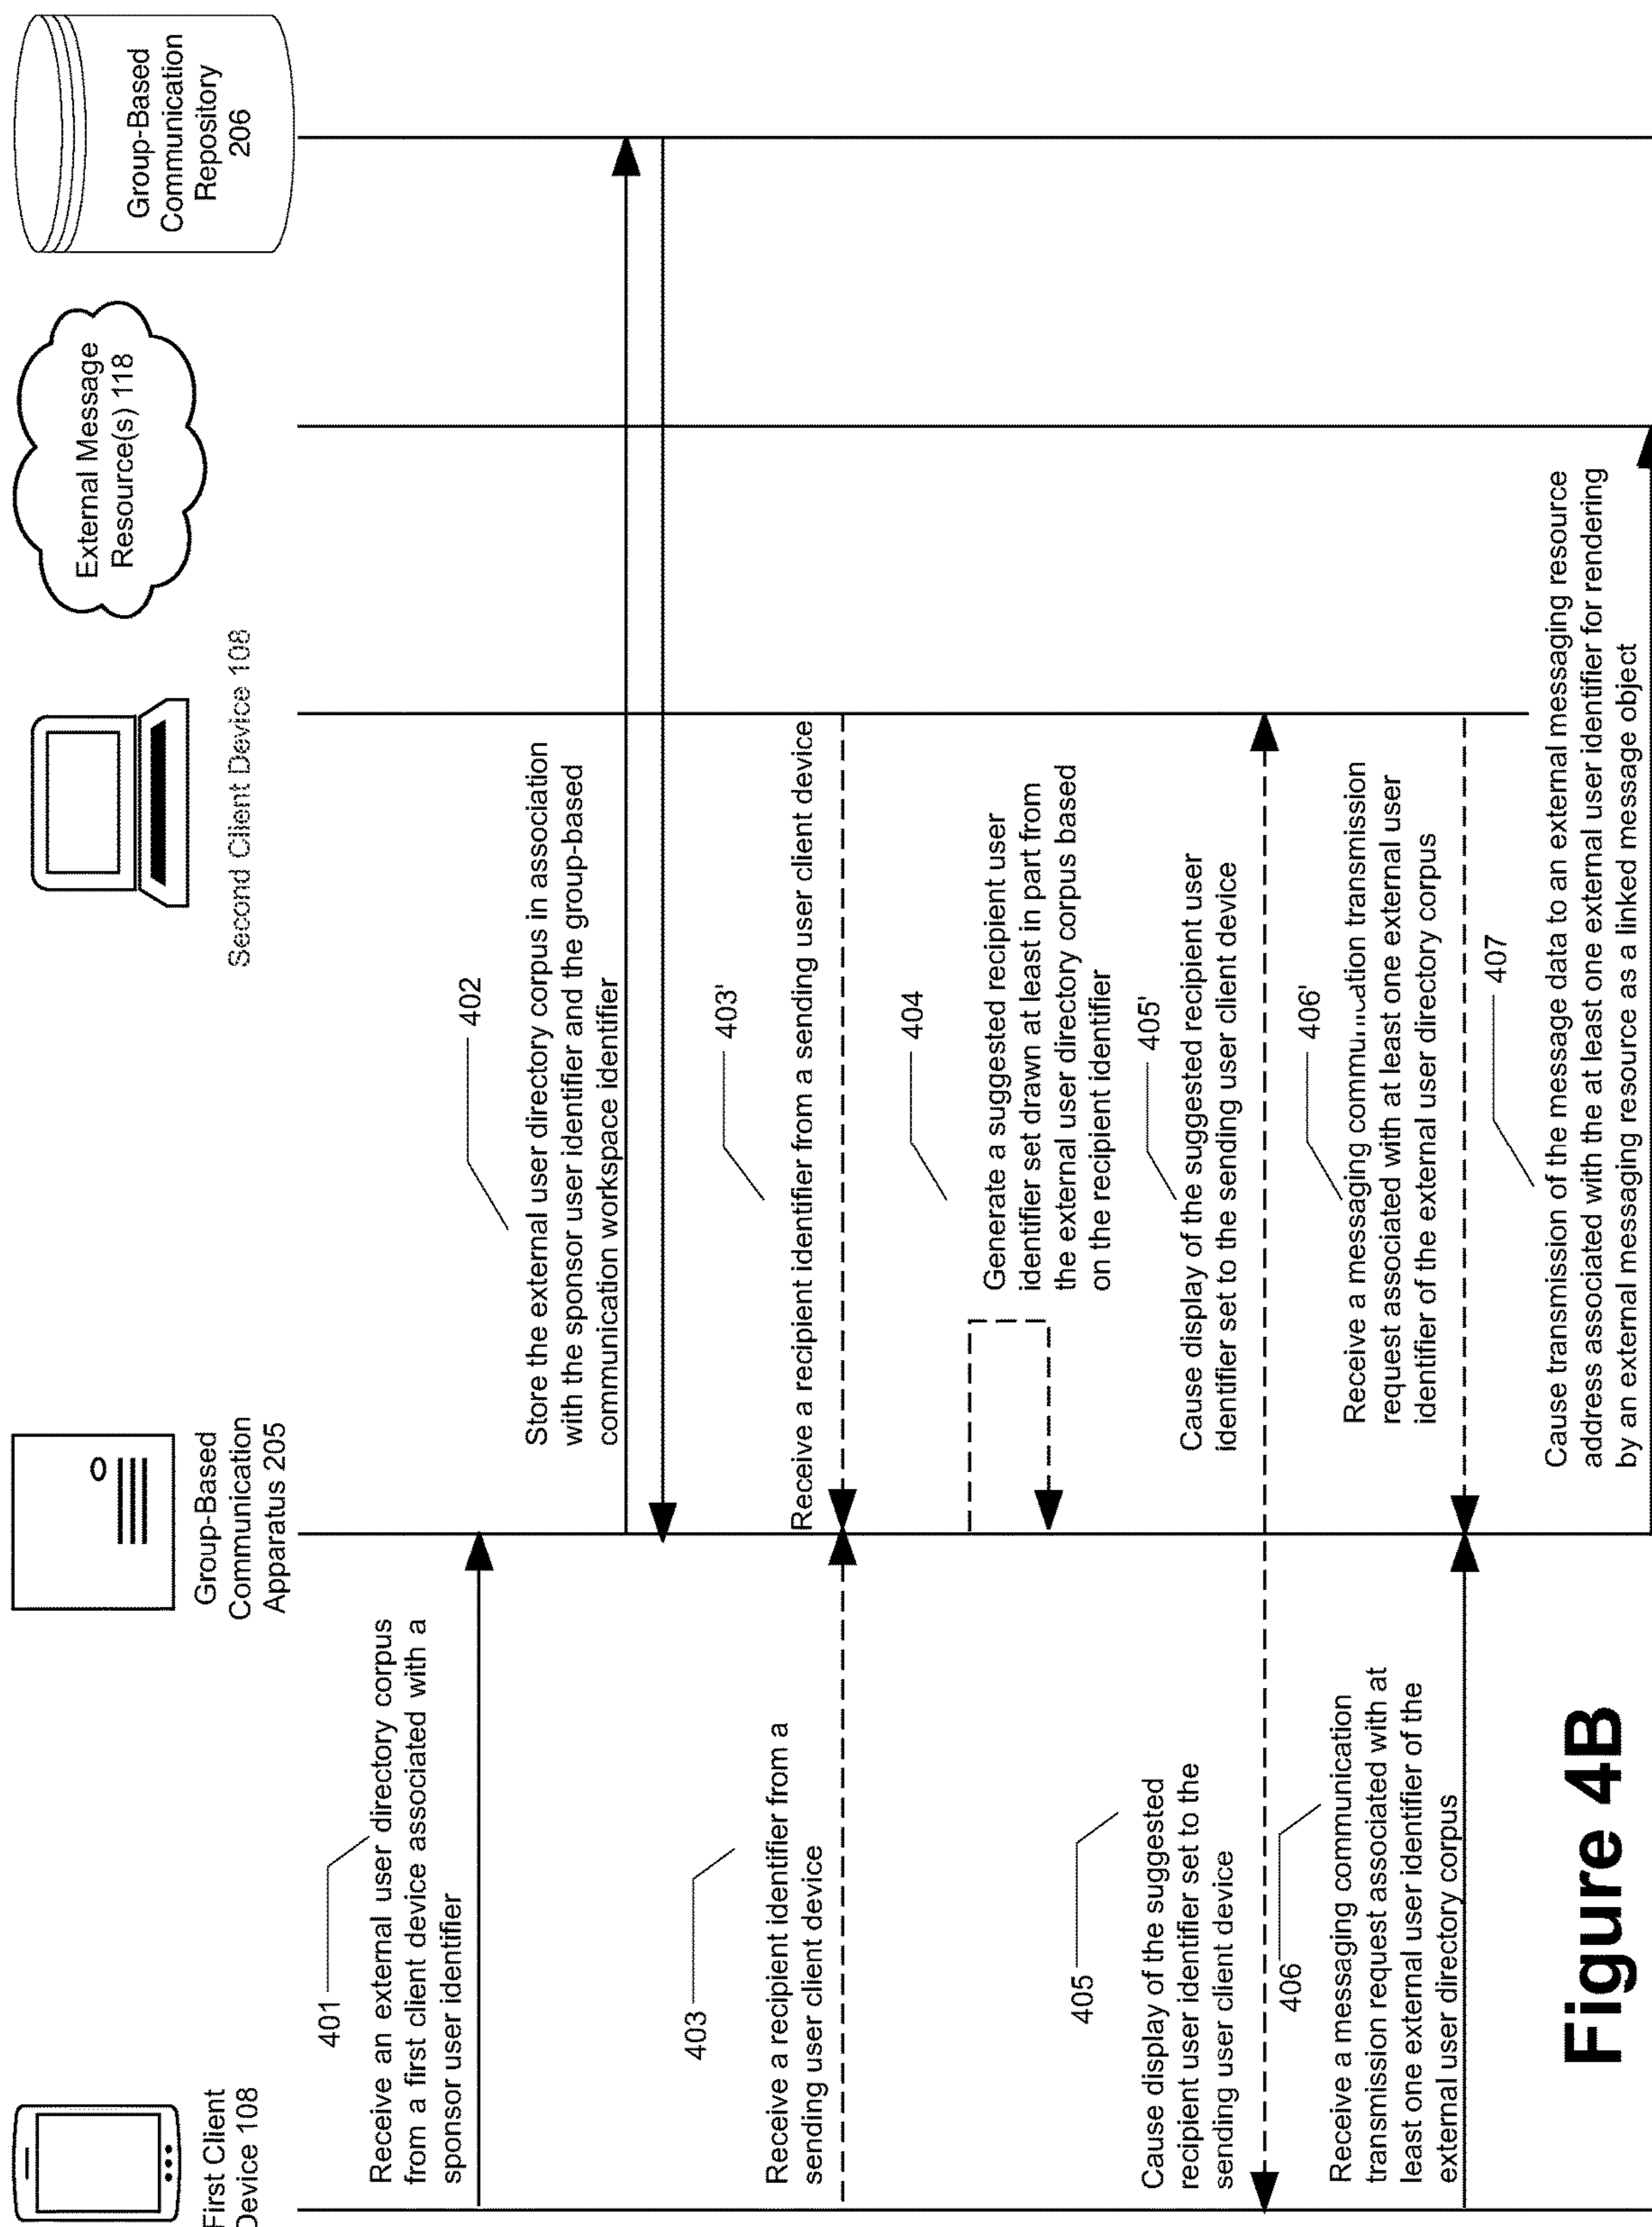 First Client
Device 108
Group-Based
Communication
Apparatus 205
Second Client Device 108
External Message
Resource(s) 118
Group-Based
Communication
Repository
206
401
Receive an external user directory corpus
from a first client device associated with a
sponsor user identifier
402
Store the external user directory corpus in association
with the sponsor user identifier and the group-based
communication workspace identifier
403
Receive a recipient identifier from a
sending user client device
403'
Receive a recipient identifier from a sending user client device
404
Generate a suggested recipient user
identifier set drawn at least in part from
the external user directory corpus based
on the recipient identifier
405
Cause display of the suggested
recipient user identifier set to the
sending user client device
405'
Cause display of the suggested recipient user
identifier set to the sending user client device
406
Receive a messaging communication
transmission request associated with at
least one external user identifier of the
external user directory corpus
406'
Receive a messaging communication transmission
request associated with at least one external user
identifier of the external user directory corpus
407
Cause transmission of the message data to an external messaging resource
address associated with the at least one external user identifier for rendering
by an external messaging resource as a linked message object
Figure 4B